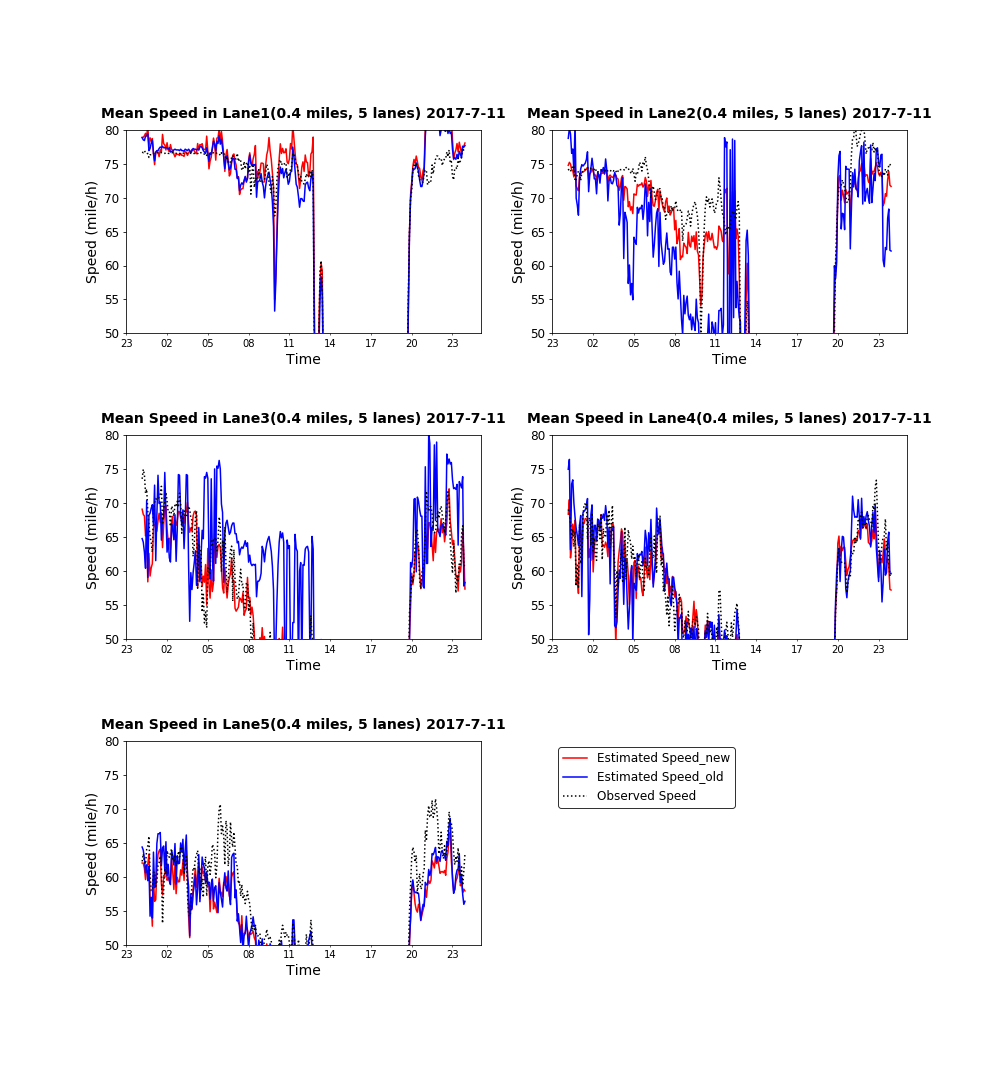 Mean Speed in Lane1(0.4 miles, 5 lanes) 2017-7-11
80
75
70
65
60
55
50
Speed (mile/h)
23 02 05 08 11 14 17 20 23
Time
Mean Speed in Lane2(0.4 miles, 5 lanes) 2017-7-11
80
75
70
65
60
55
50
Speed (mile/h)
23 02 05 08 11 14 17 20 23
Time
Mean Speed in Lane3(0.4 miles, 5 lanes) 2017-7-11
80
75
70
65
60
55
50
Speed (mile/h)
23 02 05 08 11 14 17 20 23
Time
Mean Speed in Lane4(0.4 miles, 5 lanes) 2017-7-11
80
75
70
65
60
55
50
Speed (mile/h)
23 02 05 08 11 14 17 20 23
Time
Mean Speed in Lane5(0.4 miles, 5 lanes) 2017-7-11
80
75
70
65
60
55
50
Speed (mile/h)
23 02 05 08 11 14 17 20 23
Time
Estimated Speed_new
Estimated Speed_old
Observed Speed